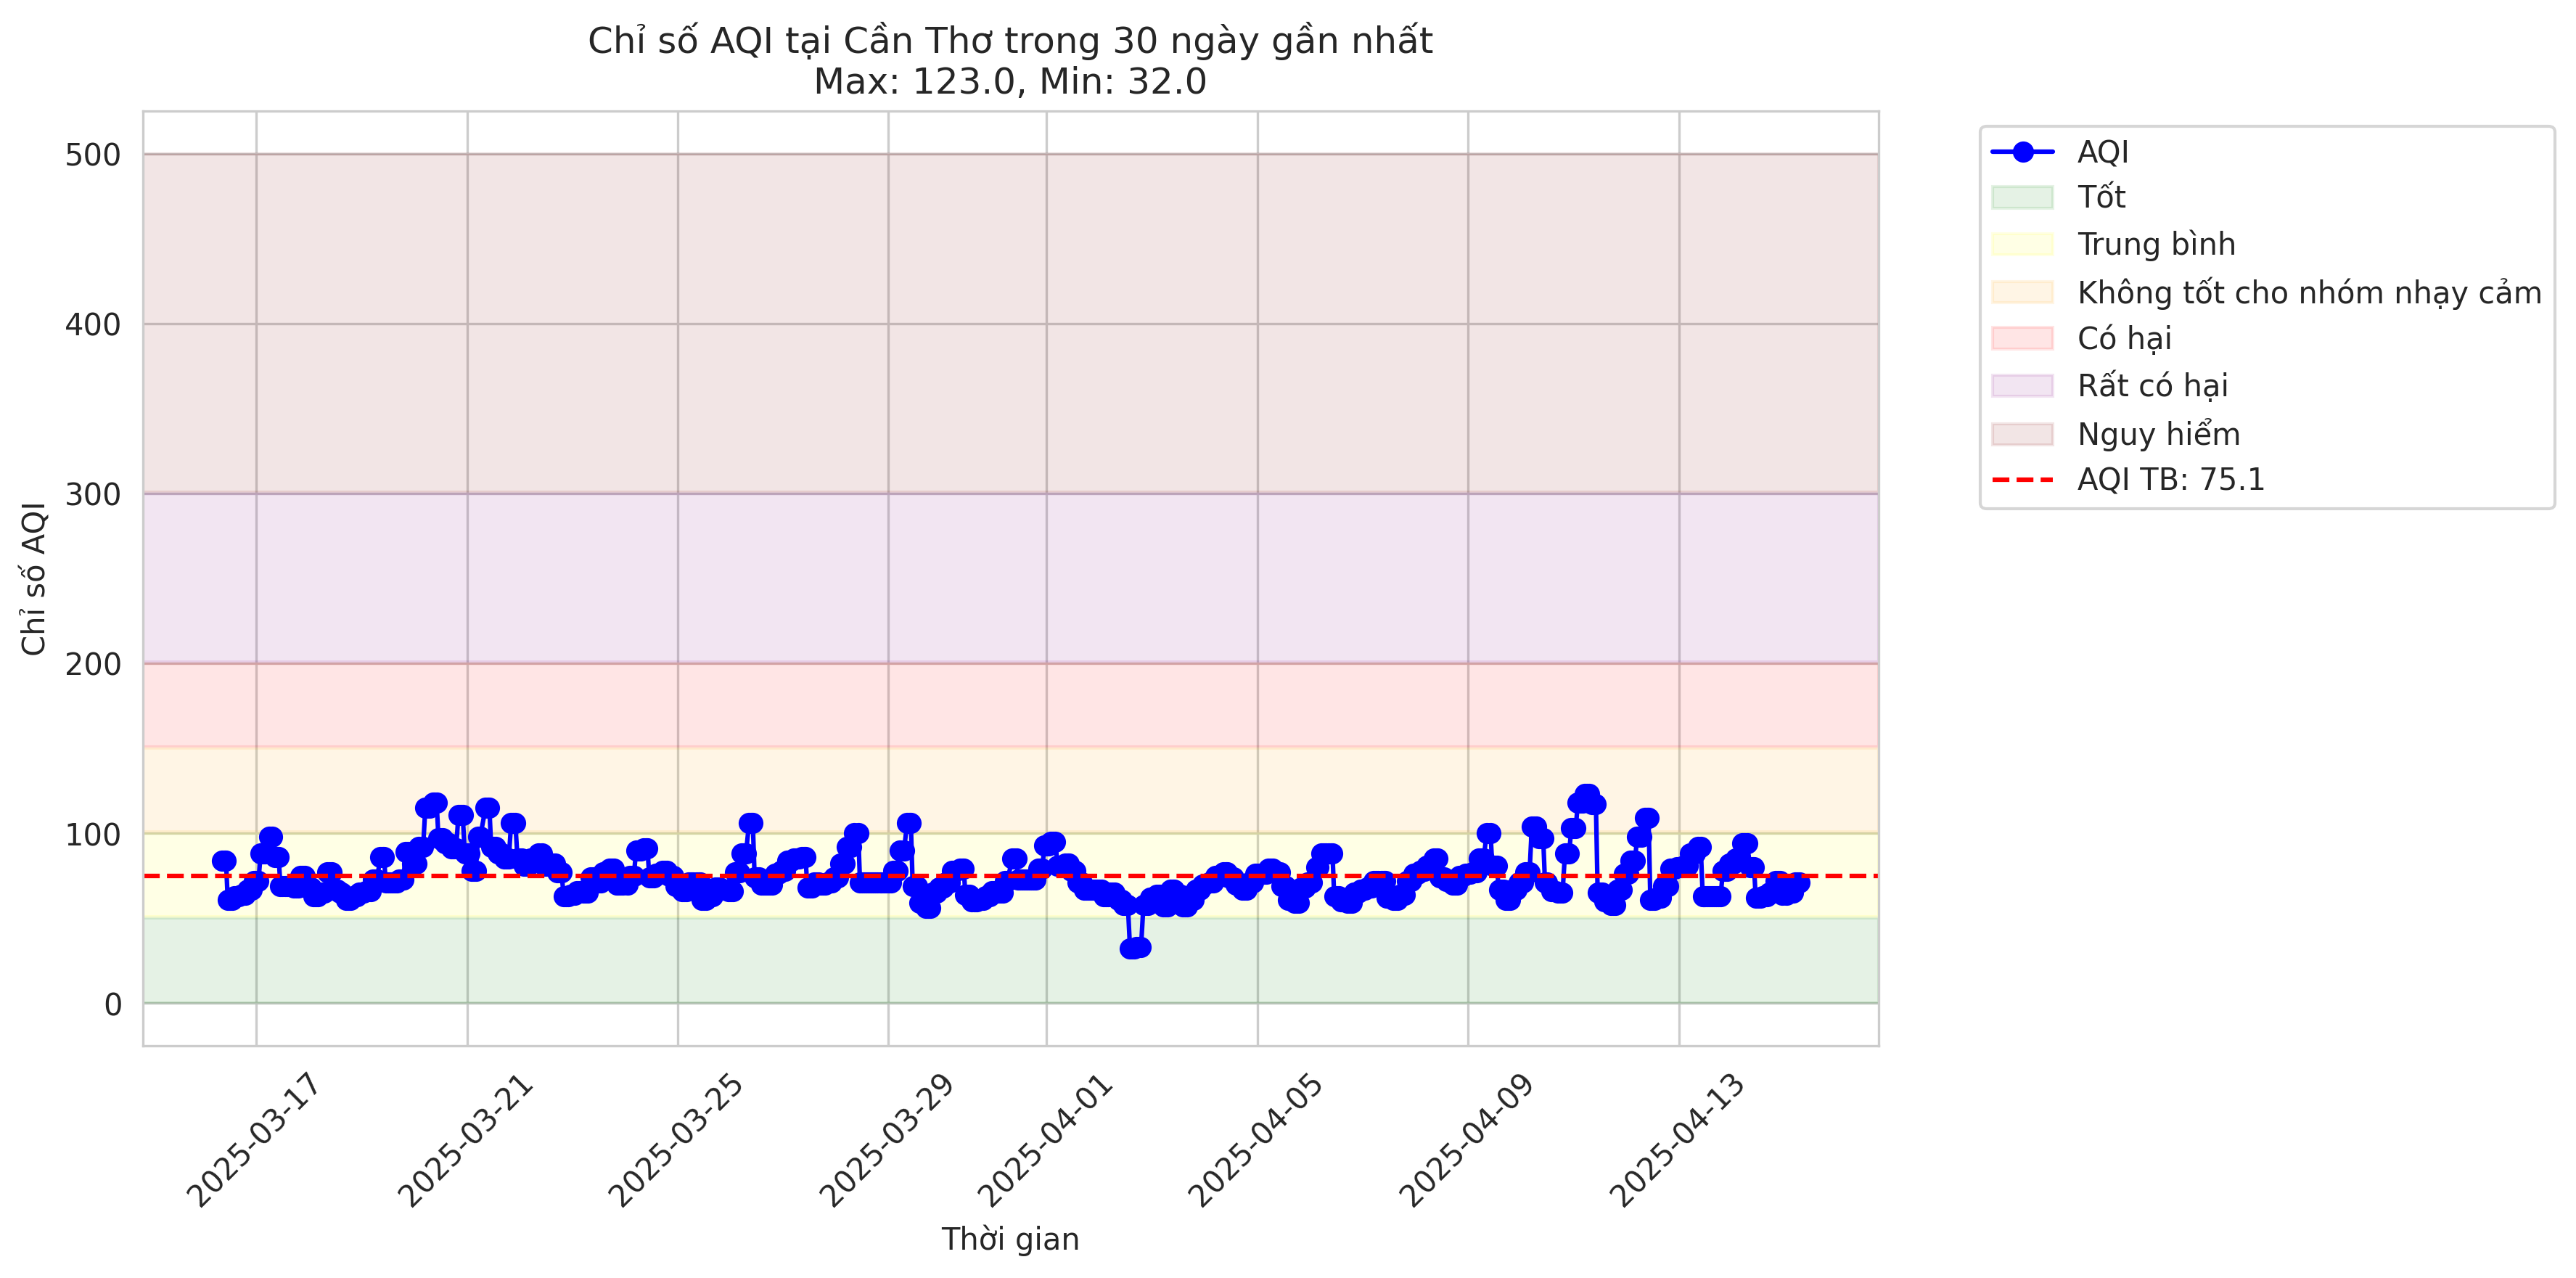 Chỉ số AQI tại Cần Thơ trong 30 ngày gần nhất
Max: 123.0, Min: 32.0
Chỉ số AQI
500
400
300
200
100
0
2025-03-17
2025-03-21
2025-03-25
2025-03-29
2025-04-01
2025-04-05
2025-04-09
2025-04-13
Thời gian
AQI
Tốt
Trung bình
Không tốt cho nhóm nhạy cảm
Có hại
Rất có hại
Nguy hiểm
AQI TB: 75.1